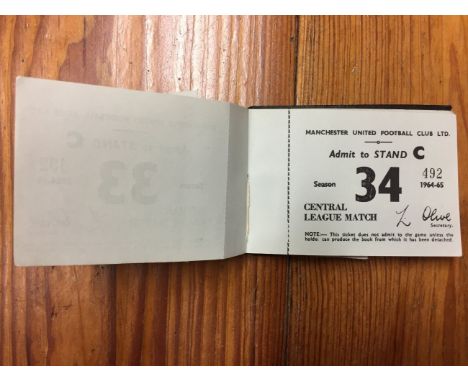 MANCHESTER UNITED FOOTBALL CLUB LTD.
Admit to STAND C
492
Season 34 1964-65
CENTRAL
LEAGUE MATCH
L Olive
Secretary.
NOTE:— This ticket does not admit to the game unless the
holder can produce the book from which it has been detached.
33